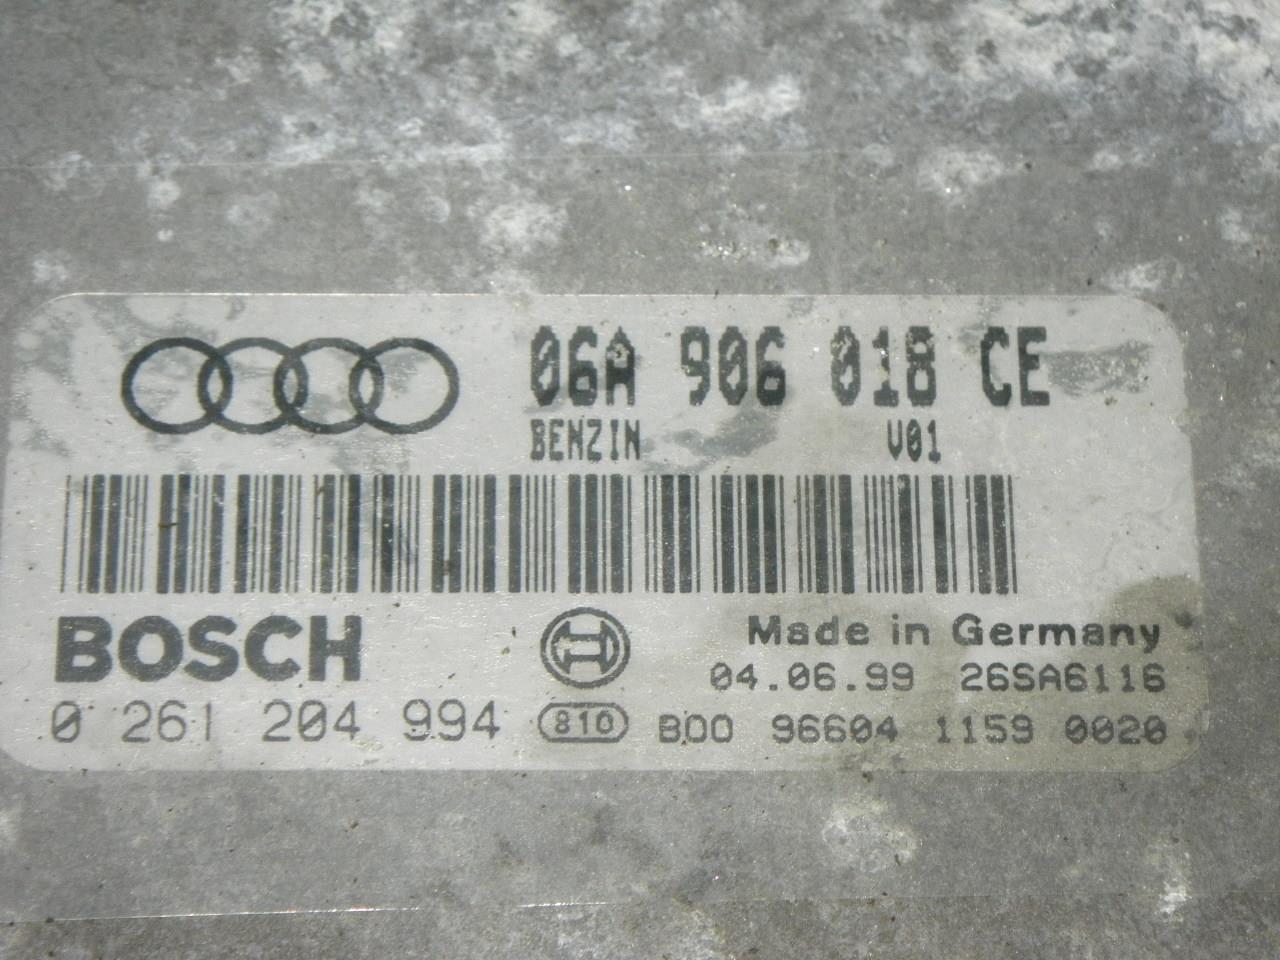 06A 906 018 CE
BENZIN V01
BOSCH
Made in Germany
04.06.99 26SA6116
0 261 204 994 810 BDO 96604 1159 0020